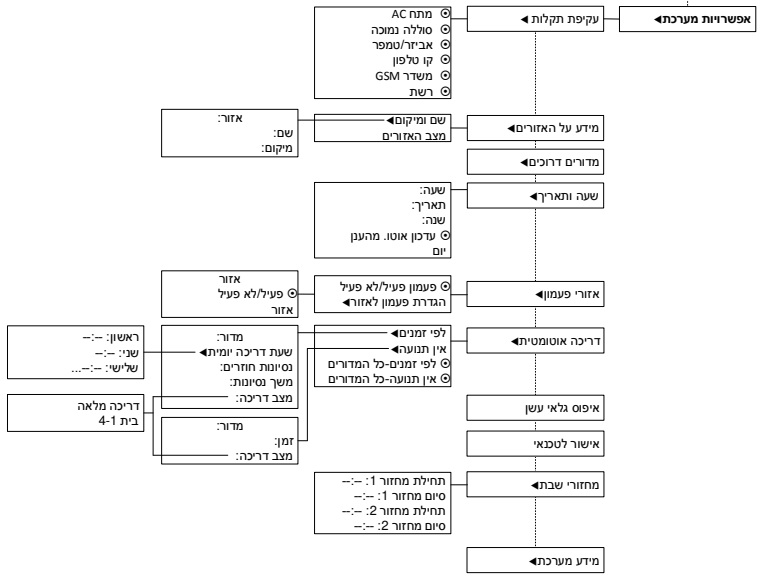 אפשרויות מערכת◄
עקיפת תקלות ◄
⦿ מתח AC
⦿ סוללה נמוכה
⦿ אביזר/טמפר
⦿ קו טלפון
⦿ משדר GSM
⦿ רשת
מידע על האזורים◄
שם ומיקום◄
מצב האזורים
אזור:
שם:
מיקום:
מדורים דרוכים◄
שעה ותאריך◄
שעה:
תאריך:
שנה:
⦿ עדכון אוטו. מהענן
יום
אזורי פעמון◄
⦿ פעמון פעיל/לא פעיל
הגדרת פעמון לאזור◄
אזור
⦿ פעיל/לא פעיל
אזור
דריכה אוטומטית◄
לפי זמנים◄
אין תנועה◄
⦿ לפי זמנים-כל המדורים
⦿ אין תנועה-כל המדורים
מדור:
שעת דריכה יומית◄
נסיונות חוזרים:
משך נסיונות:
מצב דריכה:
ראשון: --:--
שני: --:--
שלישי: --:--...
דריכה מלאה
בית 4-1
מדור:
זמן:
מצב דריכה:
איפוס גלאי עשן
אישור לטכנאי
מחזורי שבת◄
תחילת מחזור 1: --:--
סיום מחזור 1: --:--
תחילת מחזור 2: --:--
סיום מחזור 2: --:--
מידע מערכת◄